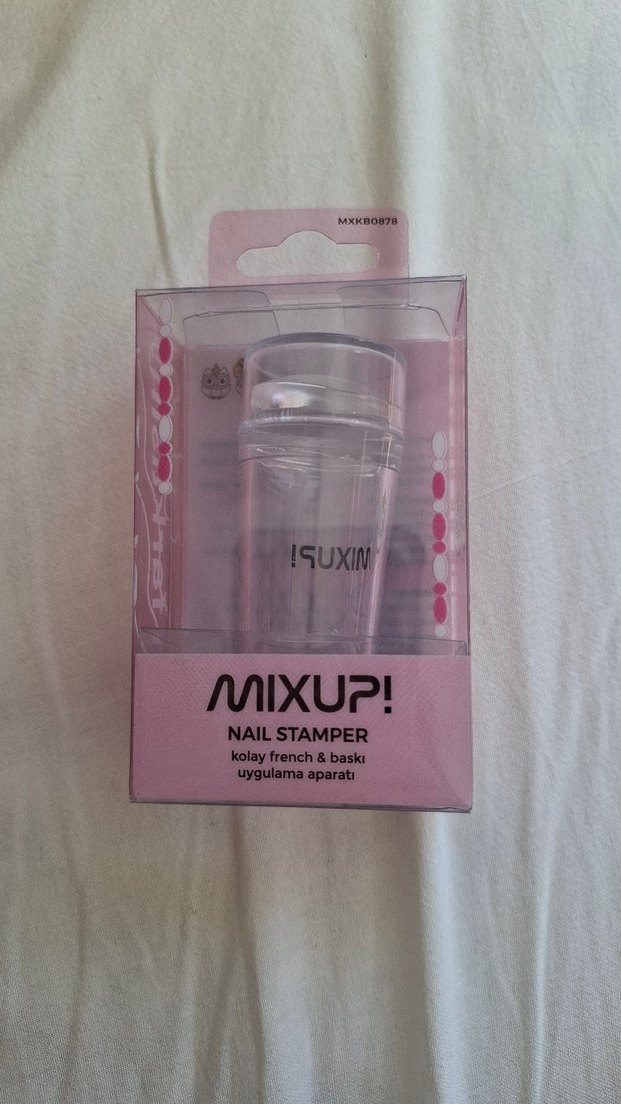 MXKB0878
MIXUP!
MIXUP!
NAIL STAMPER
kolay french & baskı
uygulama aparatı